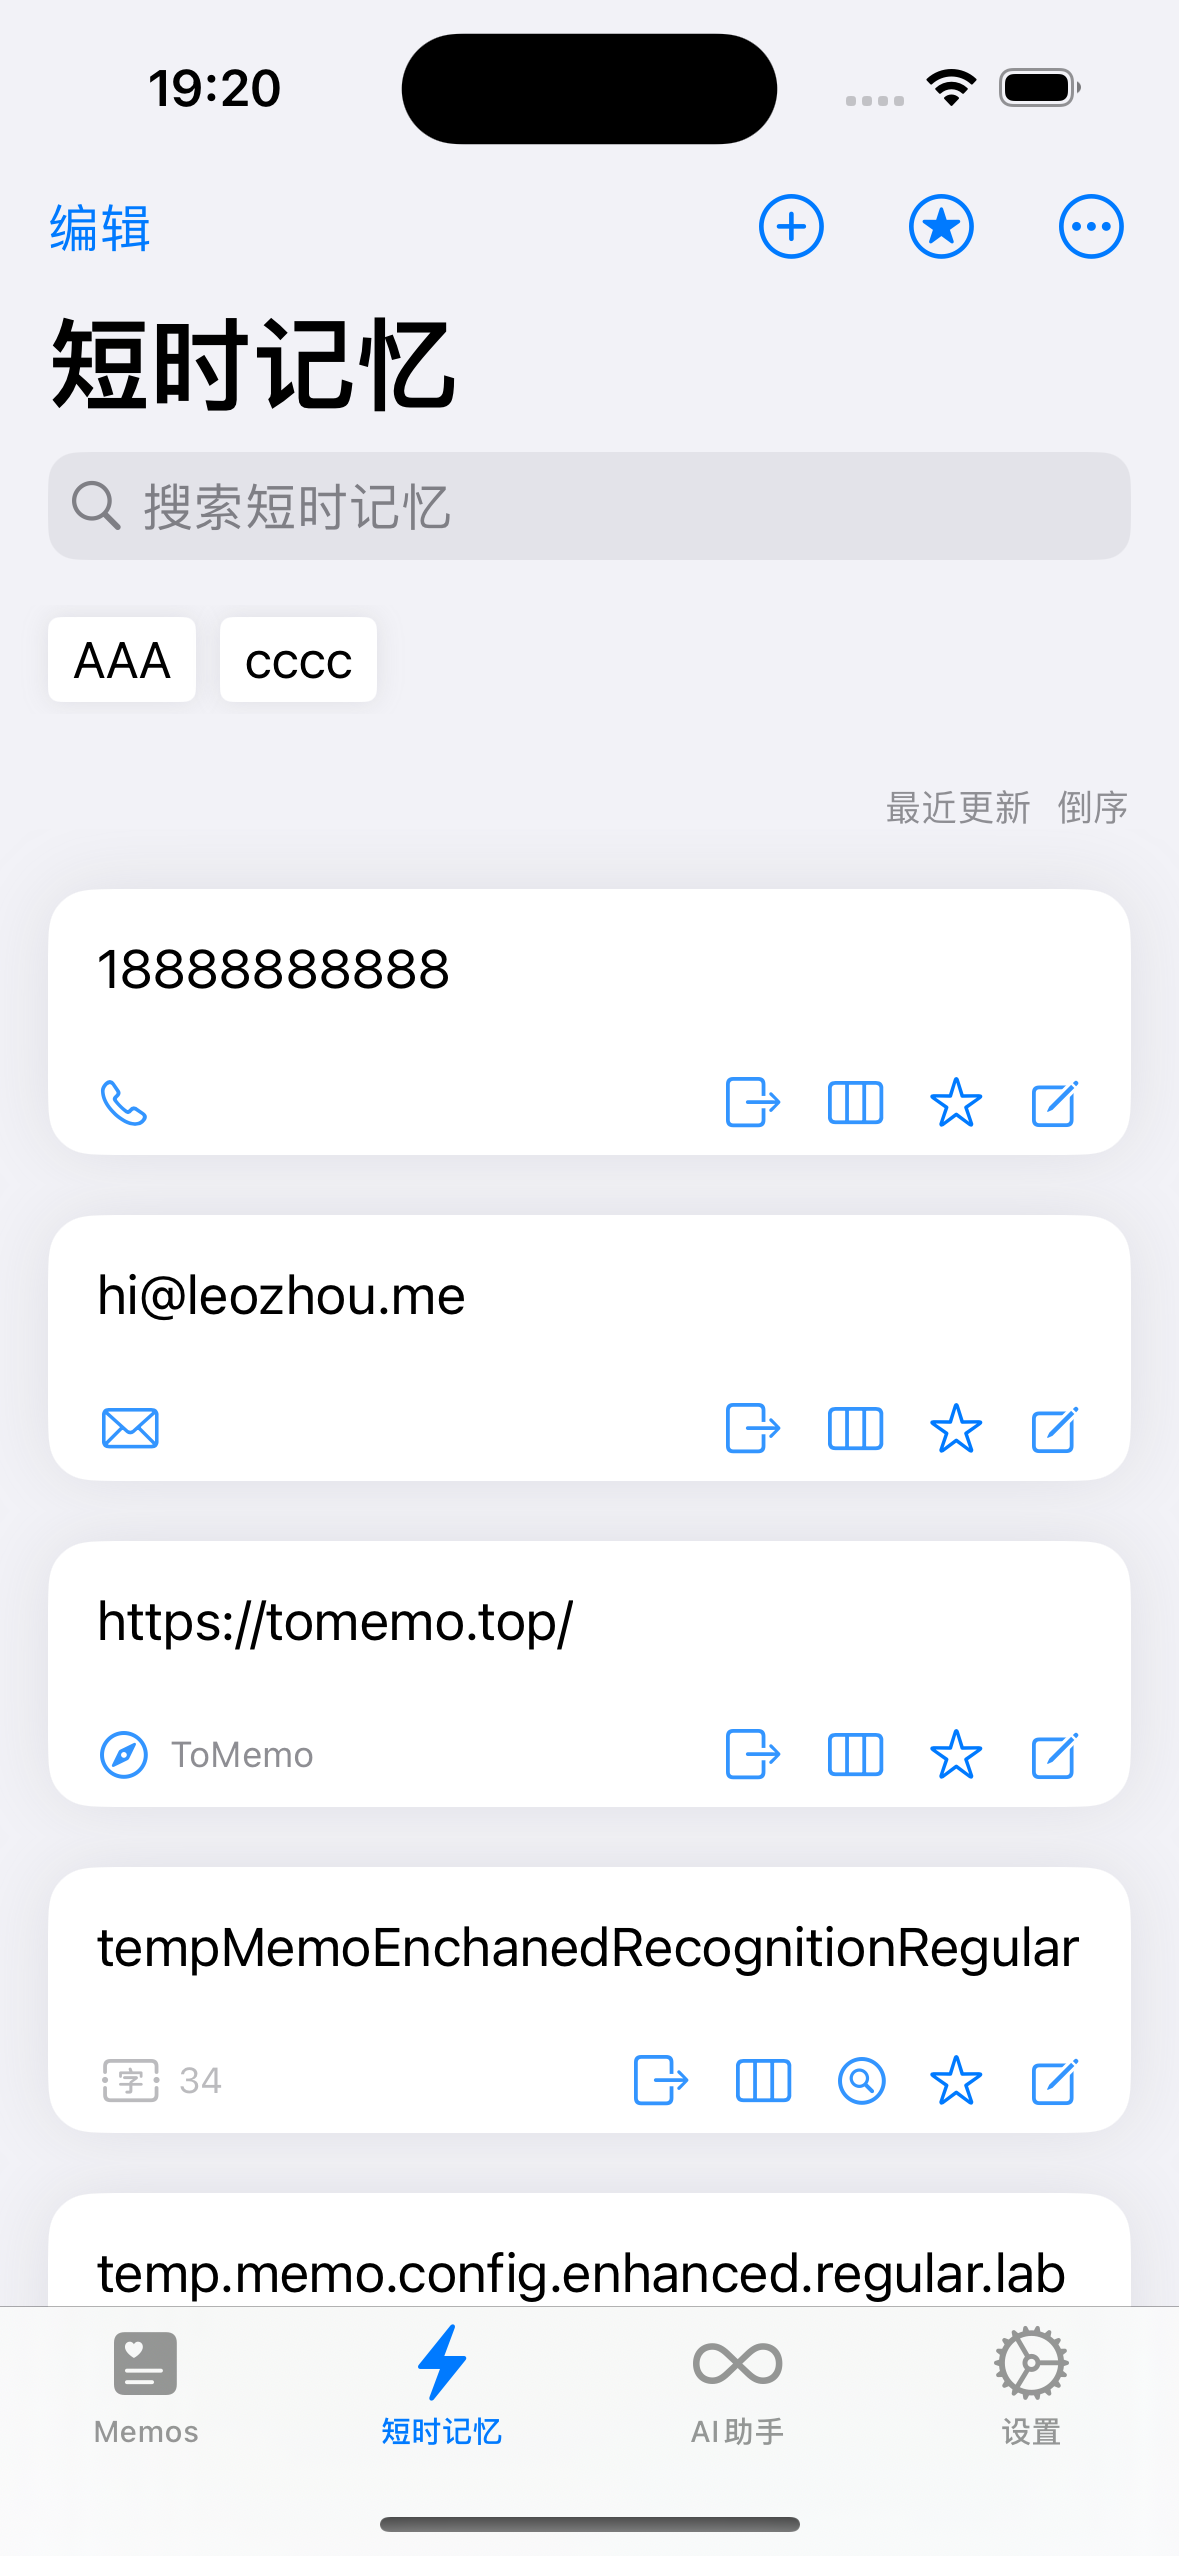 19:20
编辑
短时记忆
搜索短时记忆
AAA cccc
最近更新 倒序
18888888888
hi@leozhou.me
https://tomemo.top/
ToMemo
tempMemoEnchanedRecognitionRegular
字 34
temp.memo.config.enhanced.regular.lab
Memos 短时记忆 AI助手 设置